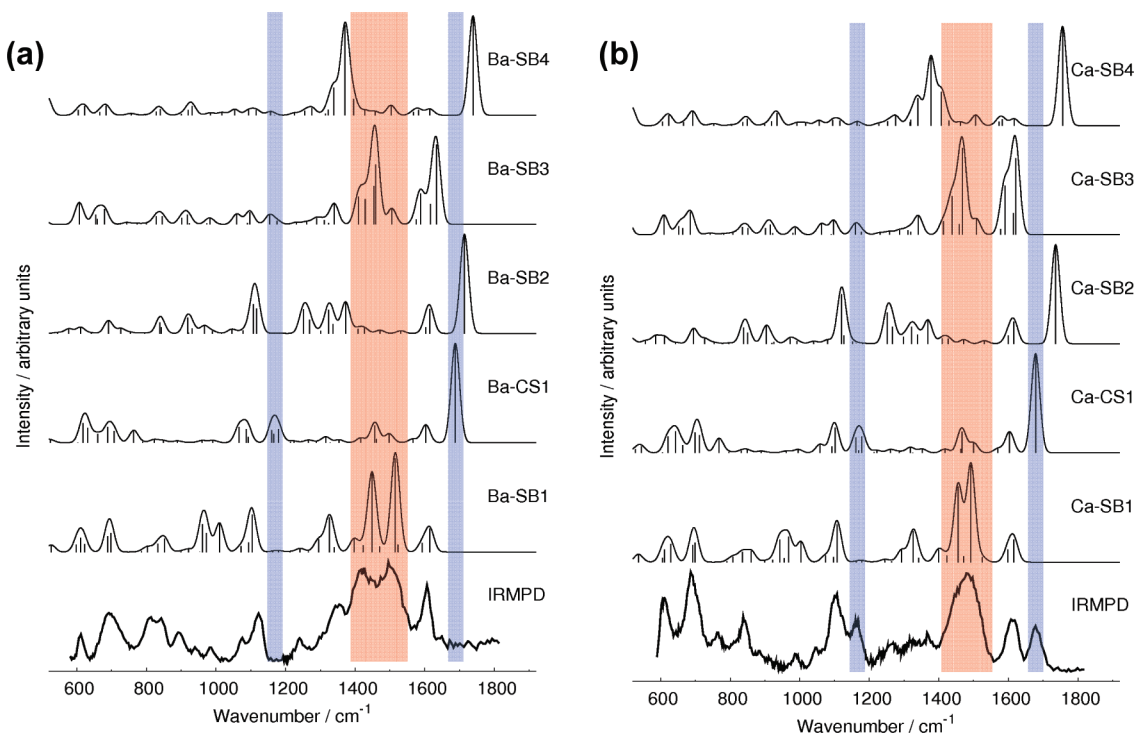 (a)
Ba-SB4
Ba-SB3
Ba-SB2
Ba-CS1
Ba-SB1
IRMPD
Intensity / arbitrary units
600 800 1000 1200 1400 1600 1800
Wavenumber / cm-1
(b)
Ca-SB4
Ca-SB3
Ca-SB2
Ca-CS1
Ca-SB1
IRMPD
Intensity / arbitrary units
600 800 1000 1200 1400 1600 1800
Wavenumber / cm-1